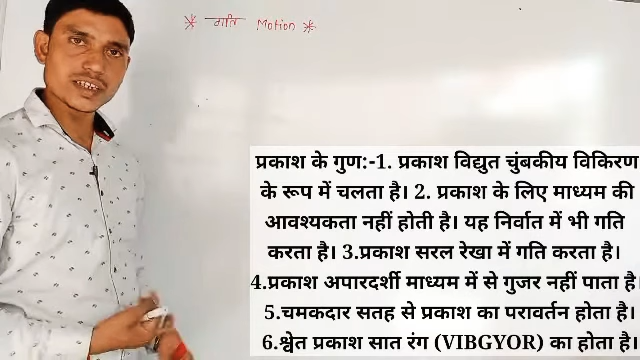 * गति Motion *
प्रकाश के गुण:-1. प्रकाश विद्युत चुंबकीय विकिरण
के रूप में चलता है। 2. प्रकाश के लिए माध्यम की
आवश्यकता नहीं होती है। यह निर्वात में भी गति
करता है। 3.प्रकाश सरल रेखा में गति करता है।
4.प्रकाश अपारदर्शी माध्यम में से गुजर नहीं पाता है।
5.चमकदार सतह से प्रकाश का परावर्तन होता है।
6.श्वेत प्रकाश सात रंग (VIBGYOR) का होता है।